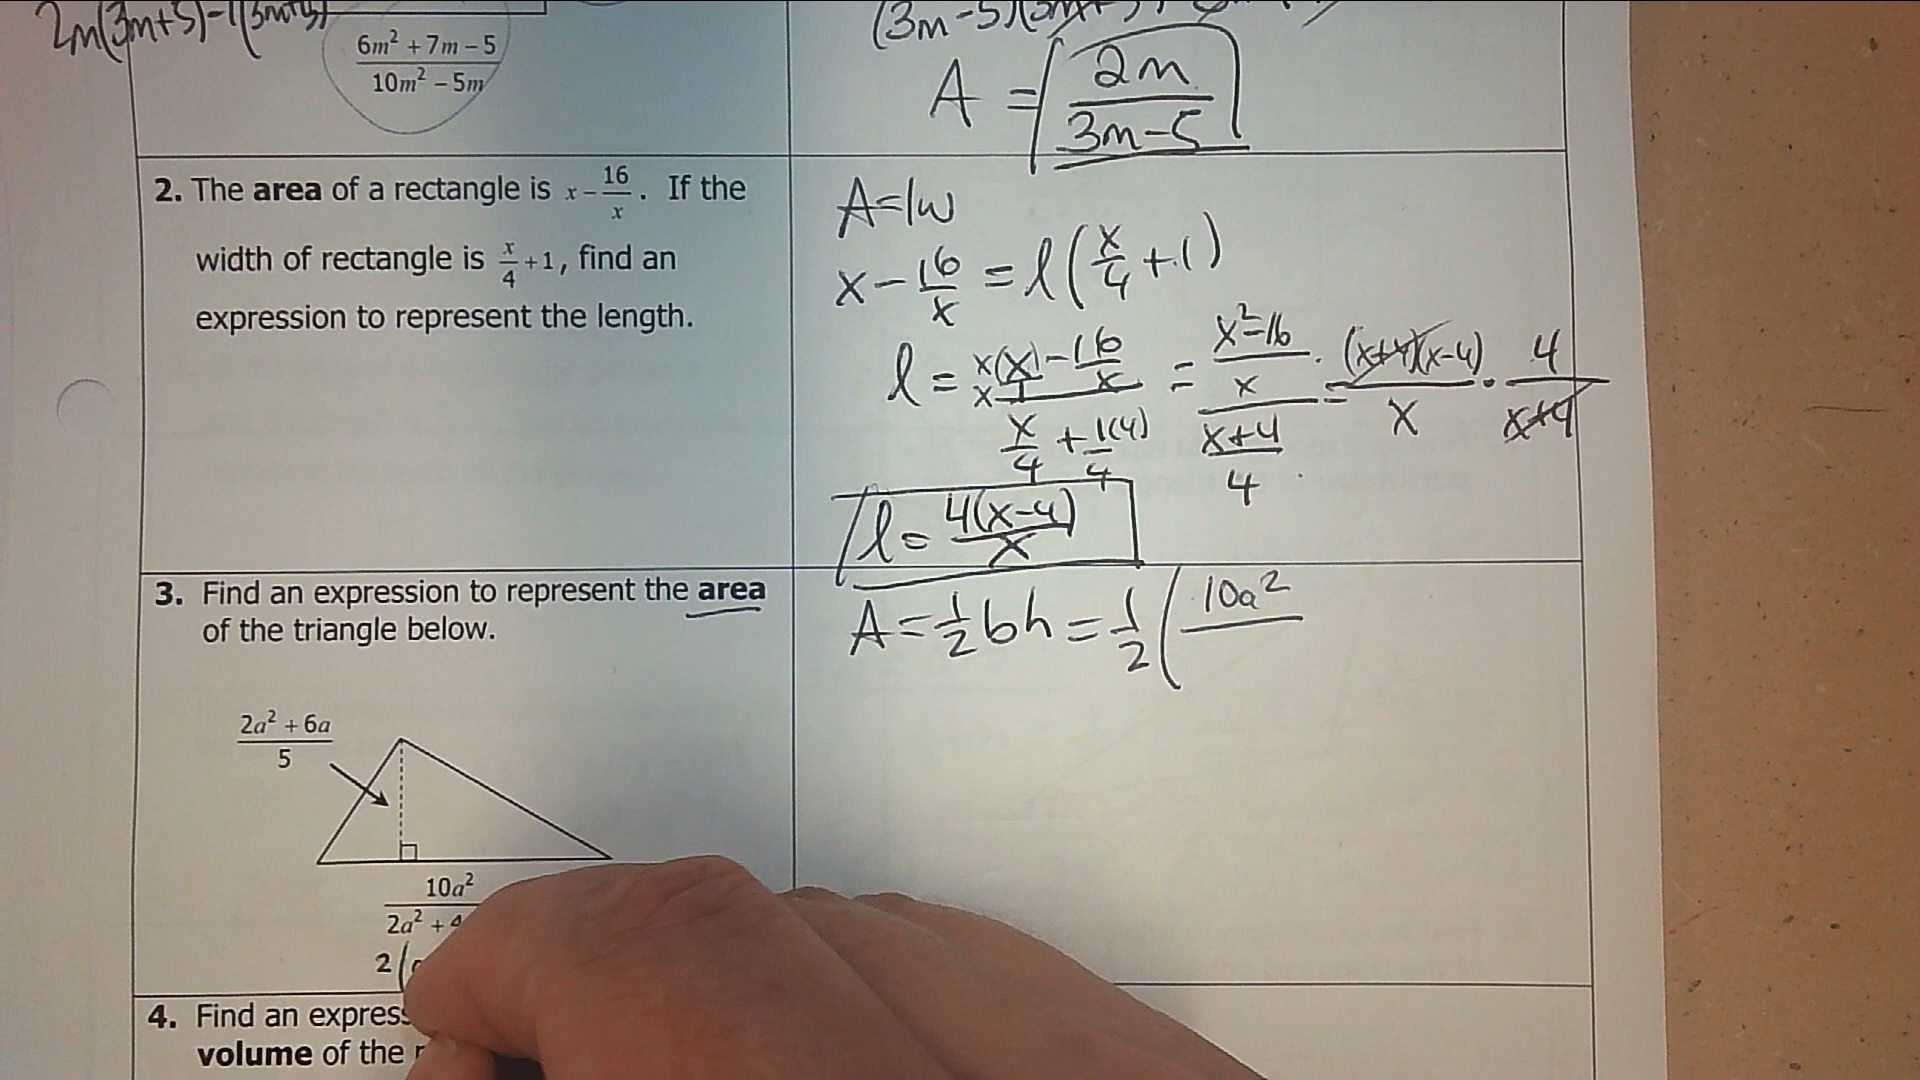 2m(3m+5)-1(3m+5)
6m² + 7m - 5
10m² - 5m
A = 2m
3m-5
2. The area of a rectangle is x - 16/x . If the
width of rectangle is x/4 + 1, find an
expression to represent the length.
A=lw
x - 16/x = l(x/4 + 1)
l = x(x) - 16 = x²-16 . (x+4)(x-4) . 4
x 1 x x = x x+4
x + 1(4) x+4
4 4 4
l = 4(x-4)
x
3. Find an expression to represent the area
of the triangle below.
A = ½bh = ½( 10a²
2a² + 6a
5
10a²
2a² + 4
2(
4. Find an express
volume of the r